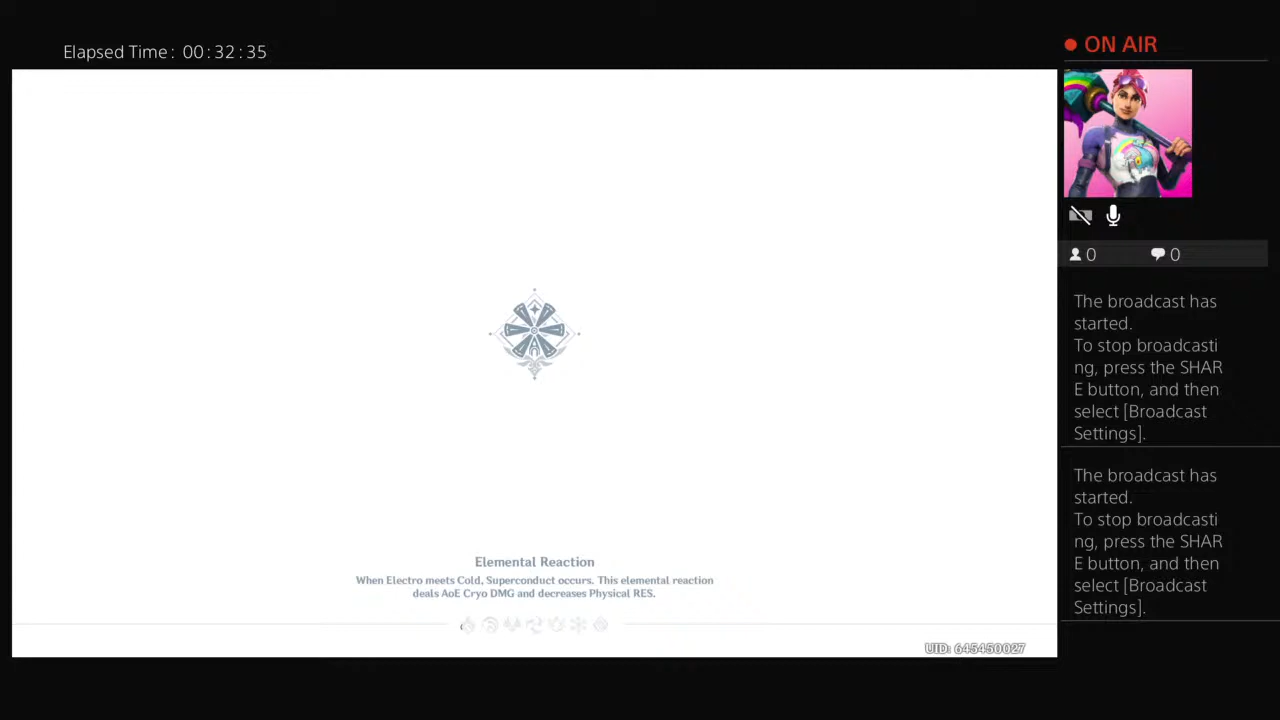 Elapsed Time: 00:32:35
ON AIR
0 0
The broadcast has
started.
To stop broadcasti
ng, press the SHAR
E button, and then
select [Broadcast
Settings].
The broadcast has
started.
To stop broadcasti
ng, press the SHAR
E button, and then
select [Broadcast
Settings].
Elemental Reaction
When Electro meets Cold, Superconduct occurs. This elemental reaction
deals AoE Cryo DMG and decreases Physical RES.
UID: 645450027